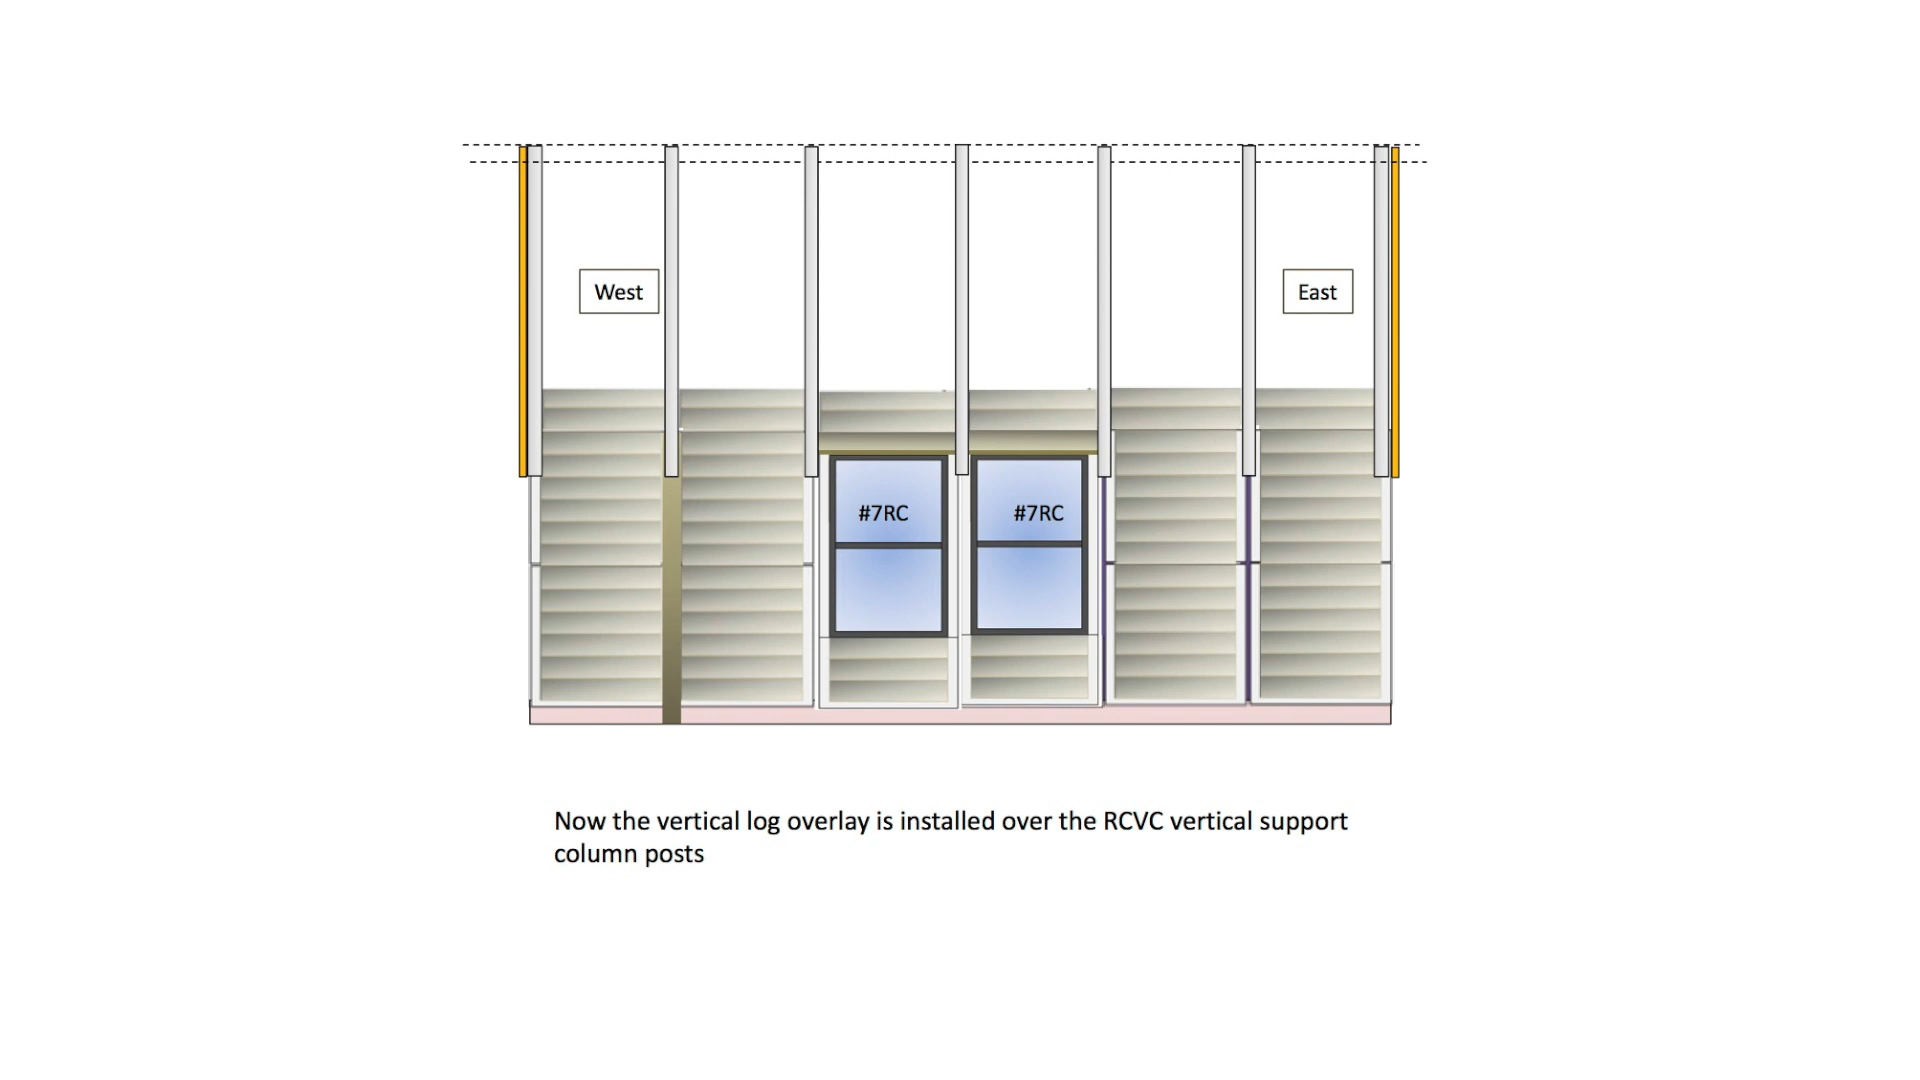 West
East
#7RC
#7RC
Now the vertical log overlay is installed over the RCVC vertical support
column posts